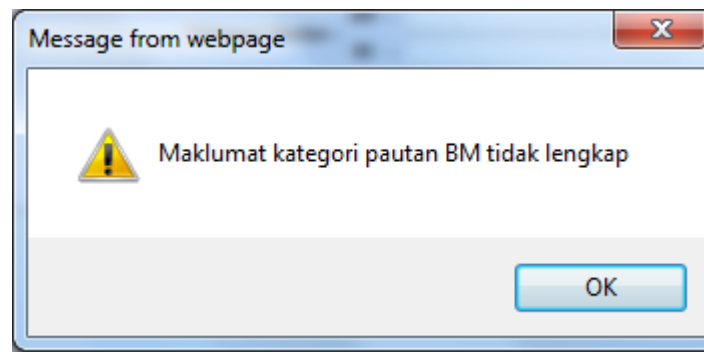 Message from webpage
Maklumat kategori pautan BM tidak lengkap
OK